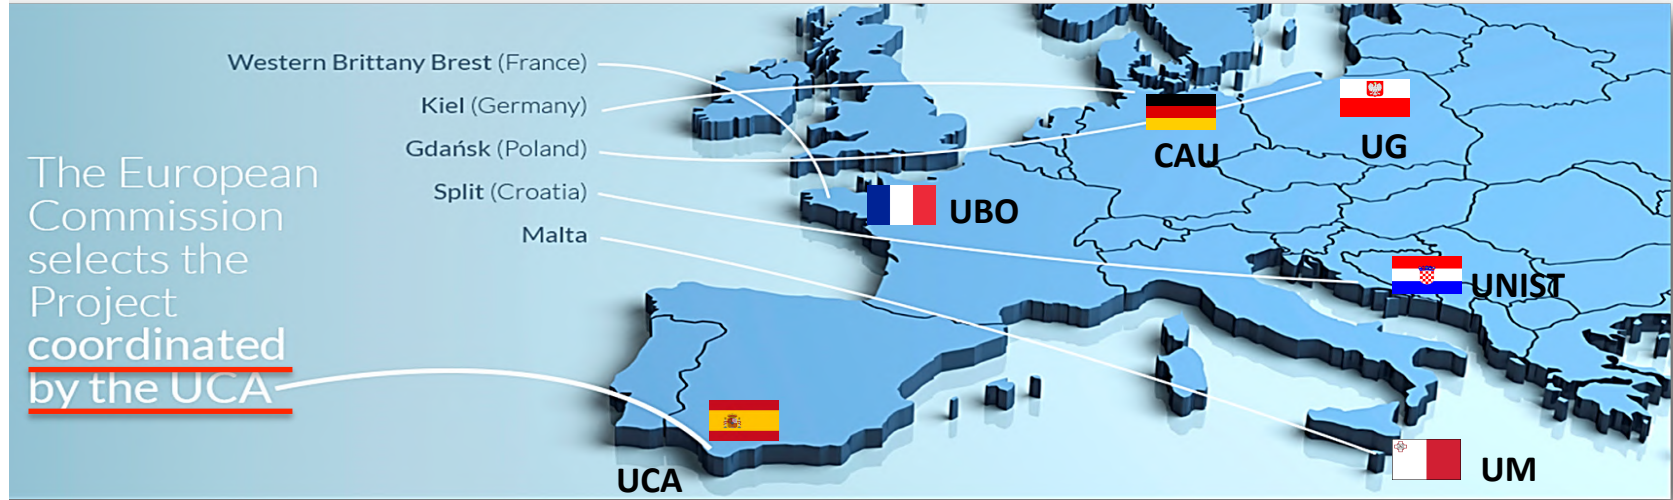 Western Brittany Brest (France)
Kiel (Germany)
Gdańsk (Poland)
Split (Croatia)
Malta
The European
Commission
selects the
Project
coordinated
by the UCA
CAU
UG
UBO
UNIST
UCA
UM